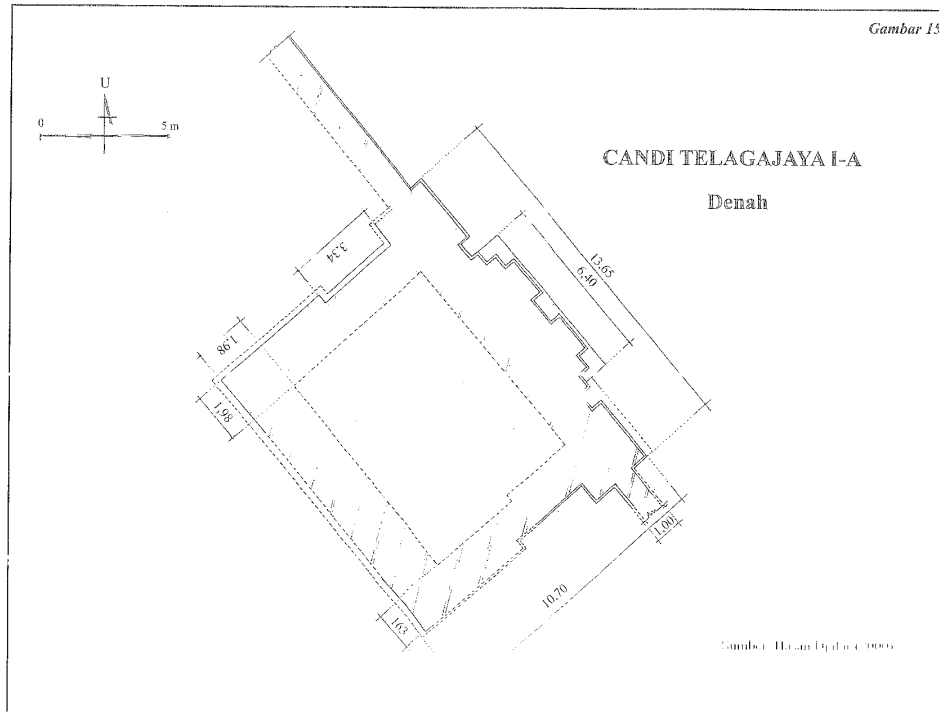 Gambar 15
U
0 5 m
CANDI TELAGAJAYA I-A
Denah
3,34
13.65
6,40
1,98
1,98
1,00
10.70
163
Sumber